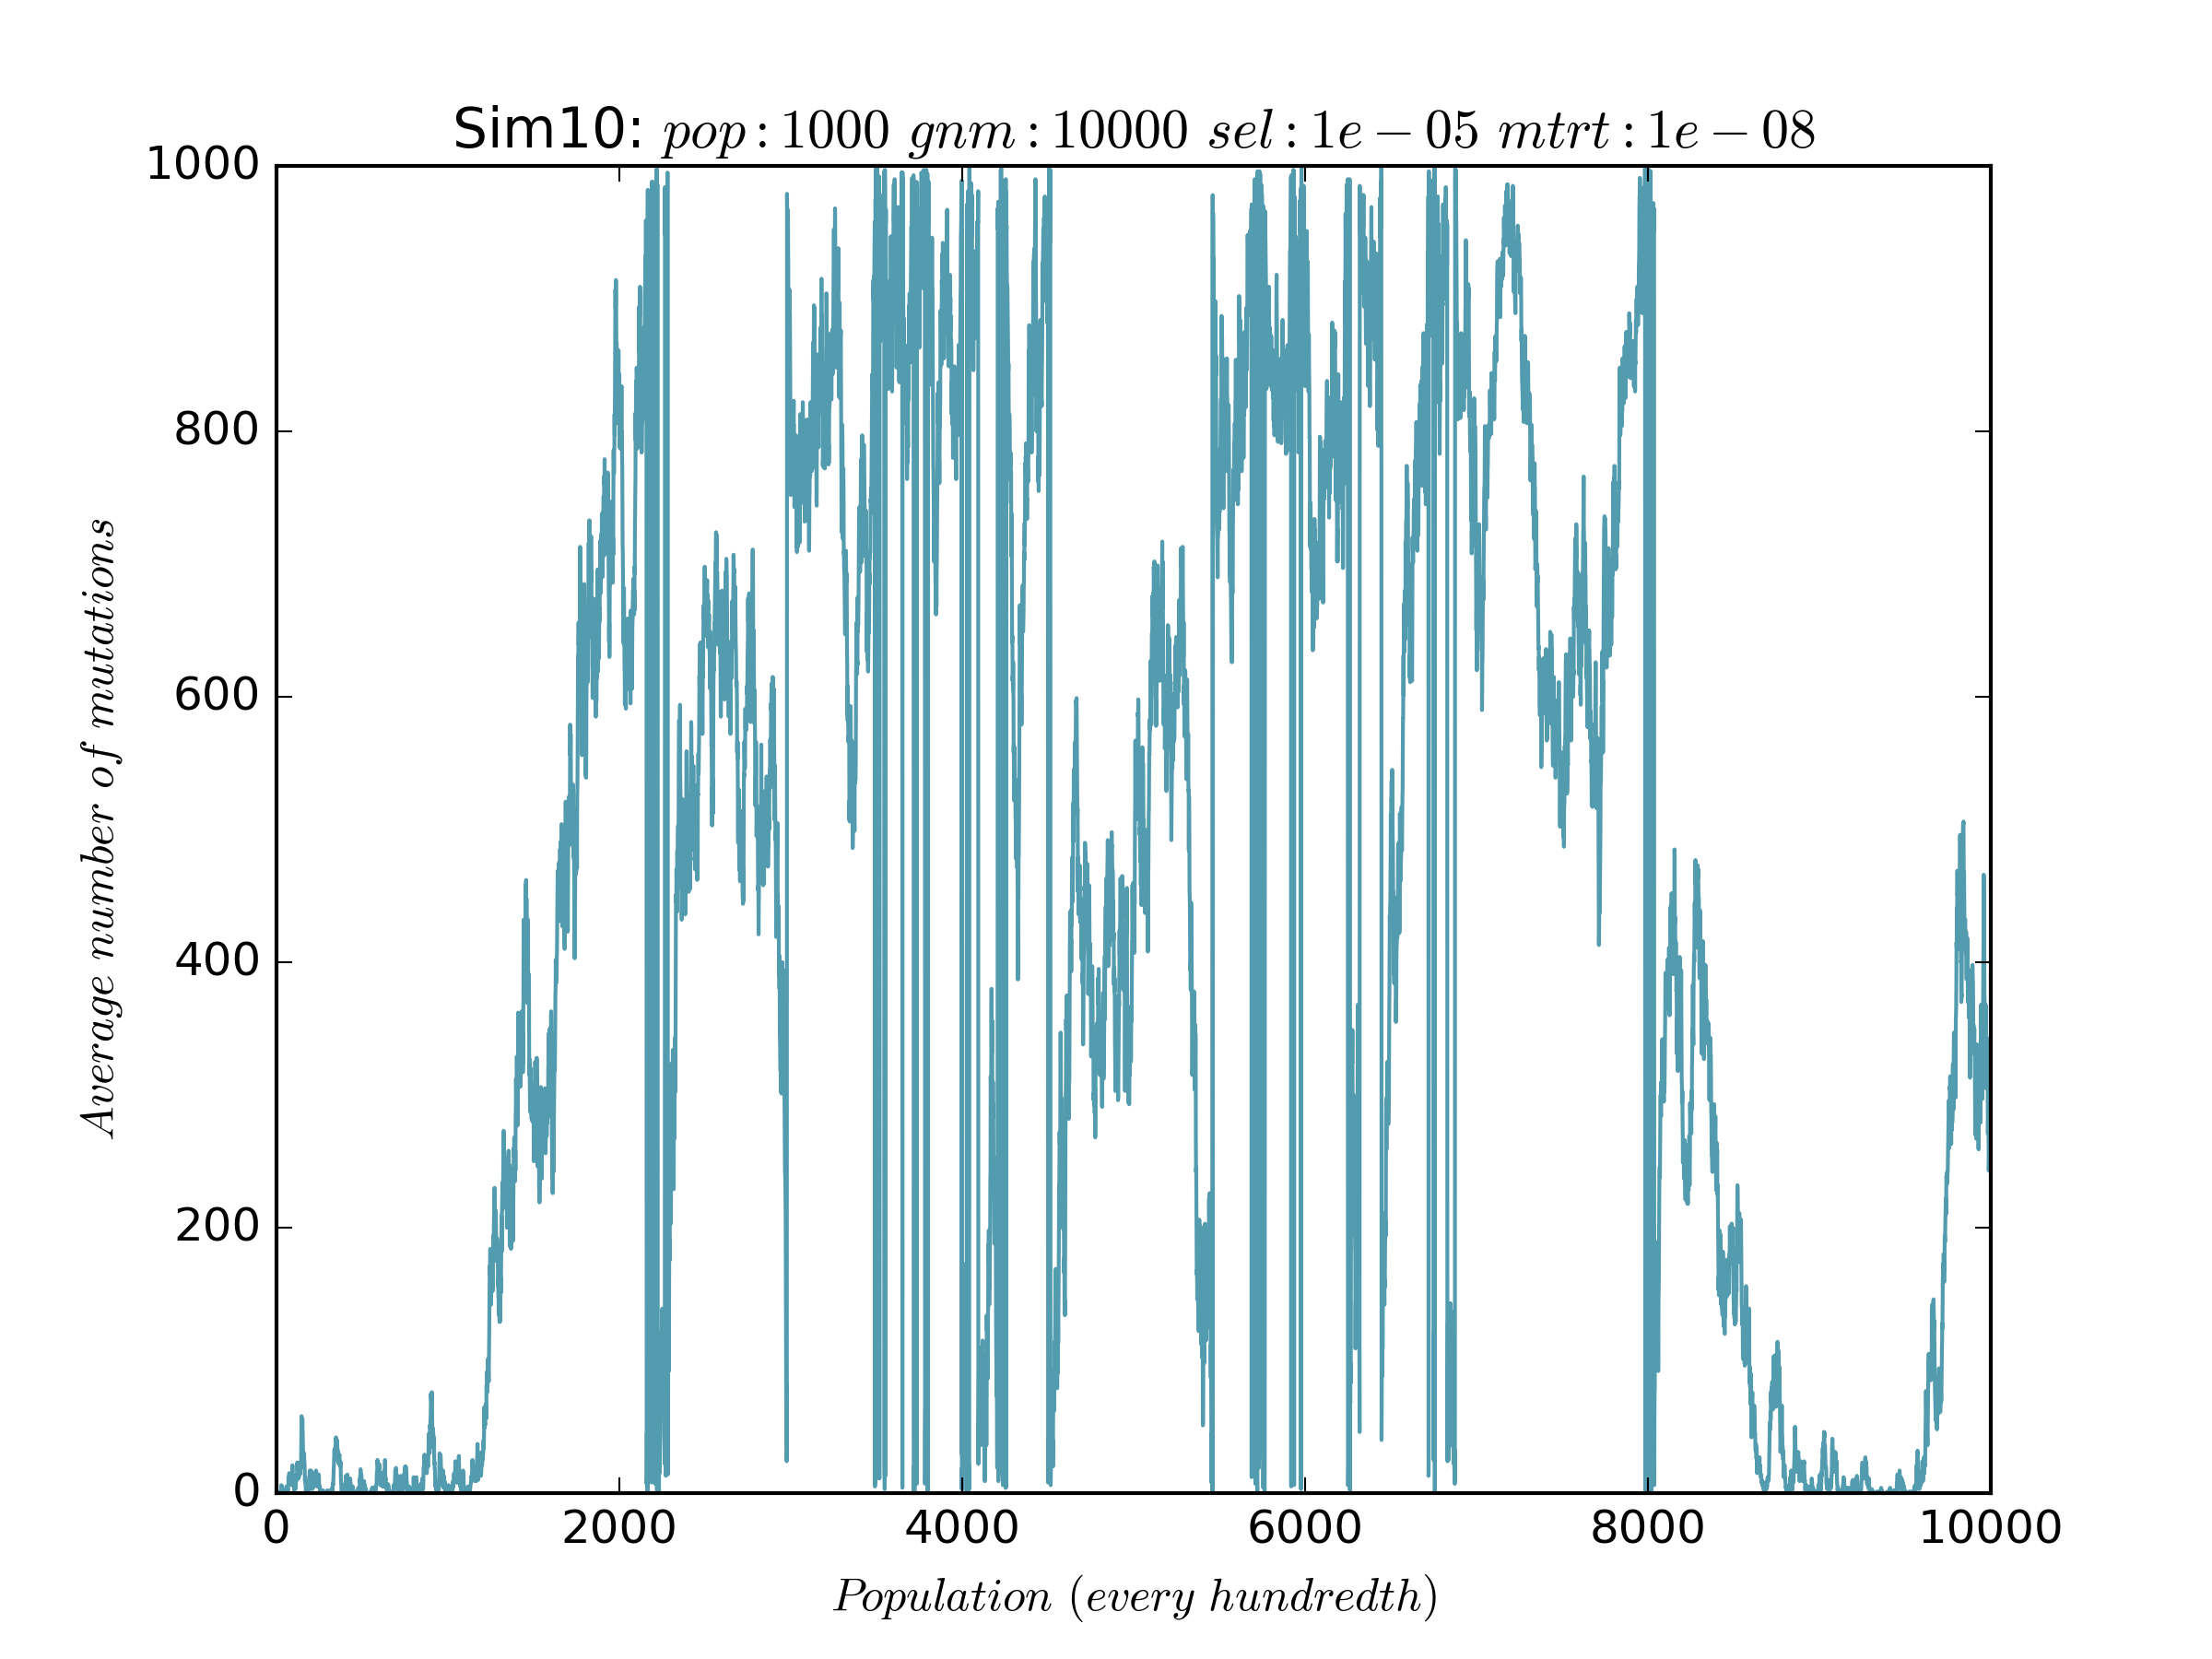 Sim10: pop : 1000 gnm : 10000 sel : 1e − 05 mtrt : 1e − 08
1000
800
600
400
200
0
Average number of mutations
0 2000 4000 6000 8000 10000
Population (every hundredth)